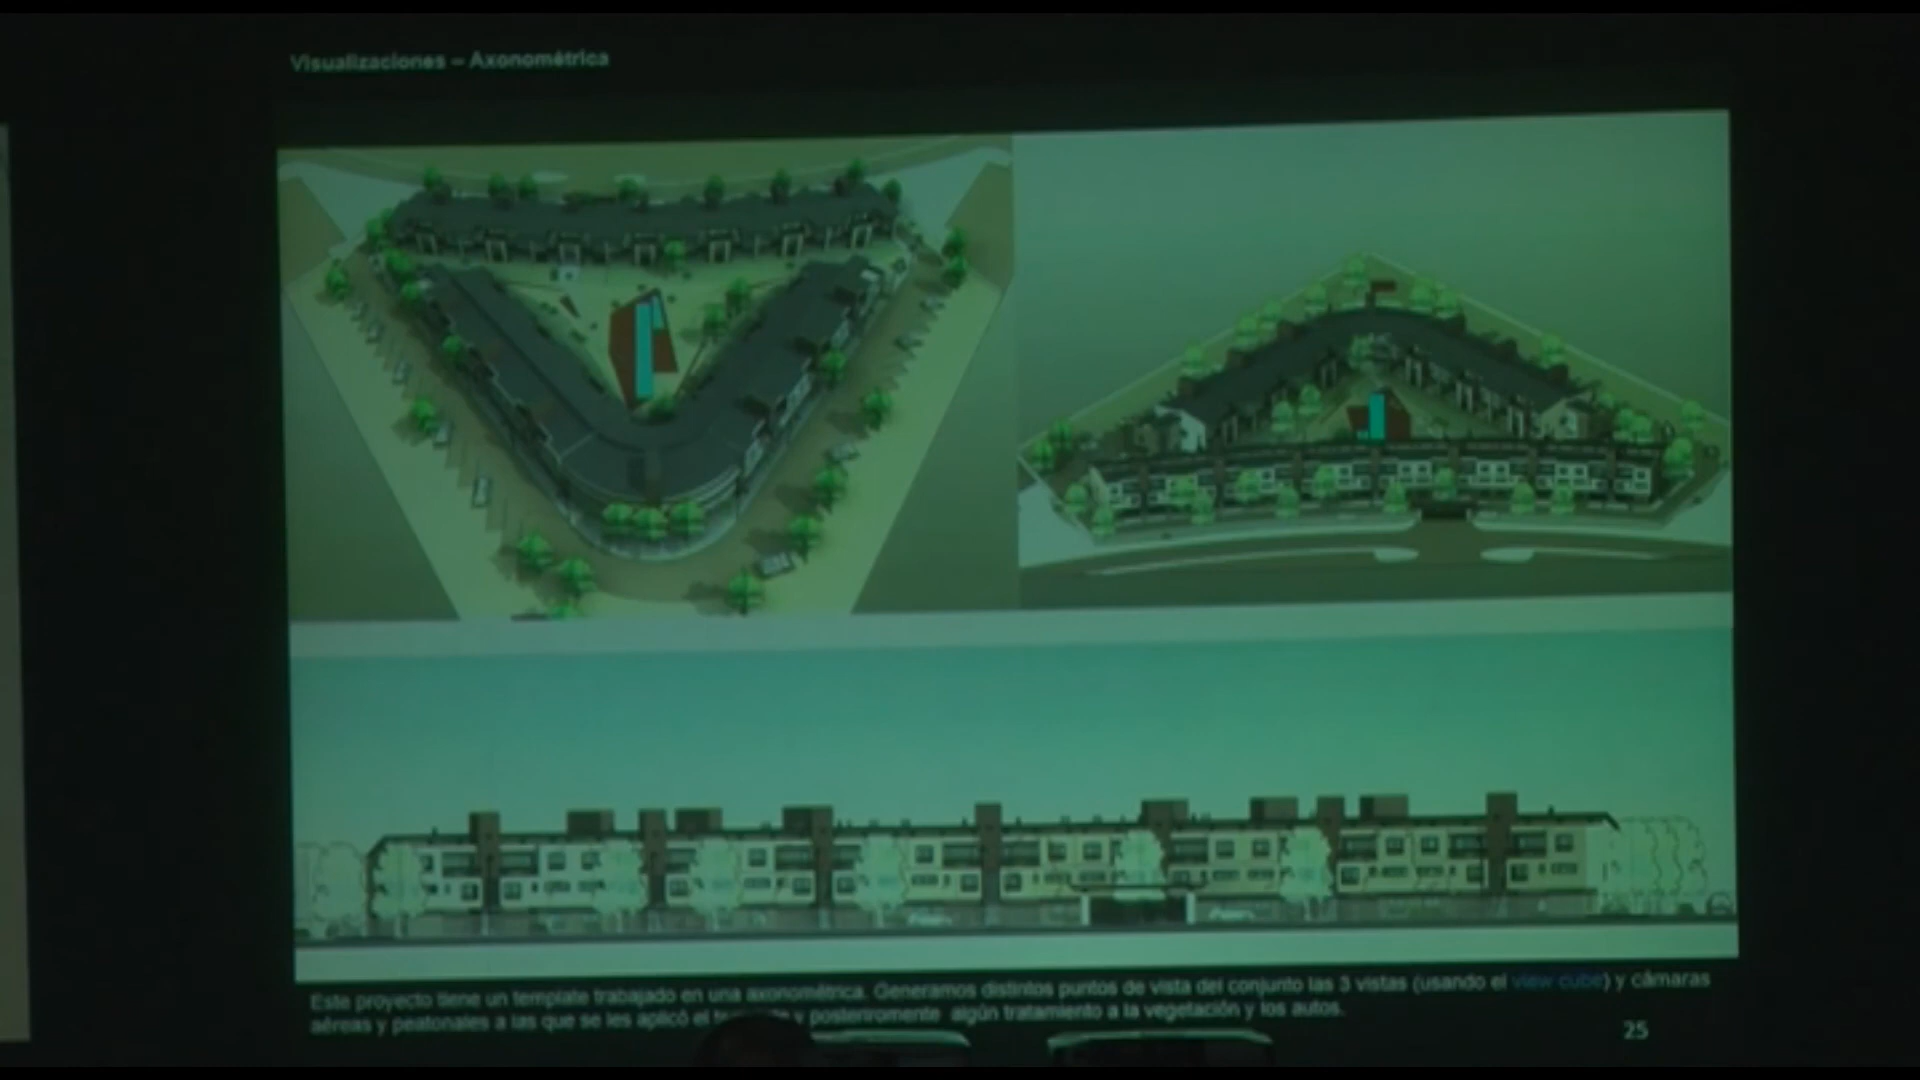 Visualizaciones – Axonométrica
Este proyecto tiene un template trabajado en una axonométrica. Generamos distintos puntos de vista del conjunto las 3 vistas (usando el view cube) y cámaras
aéreas y peatonales a las que se les aplicó el y posteriromente algún tratamiento a la vegetación y los autos.
25